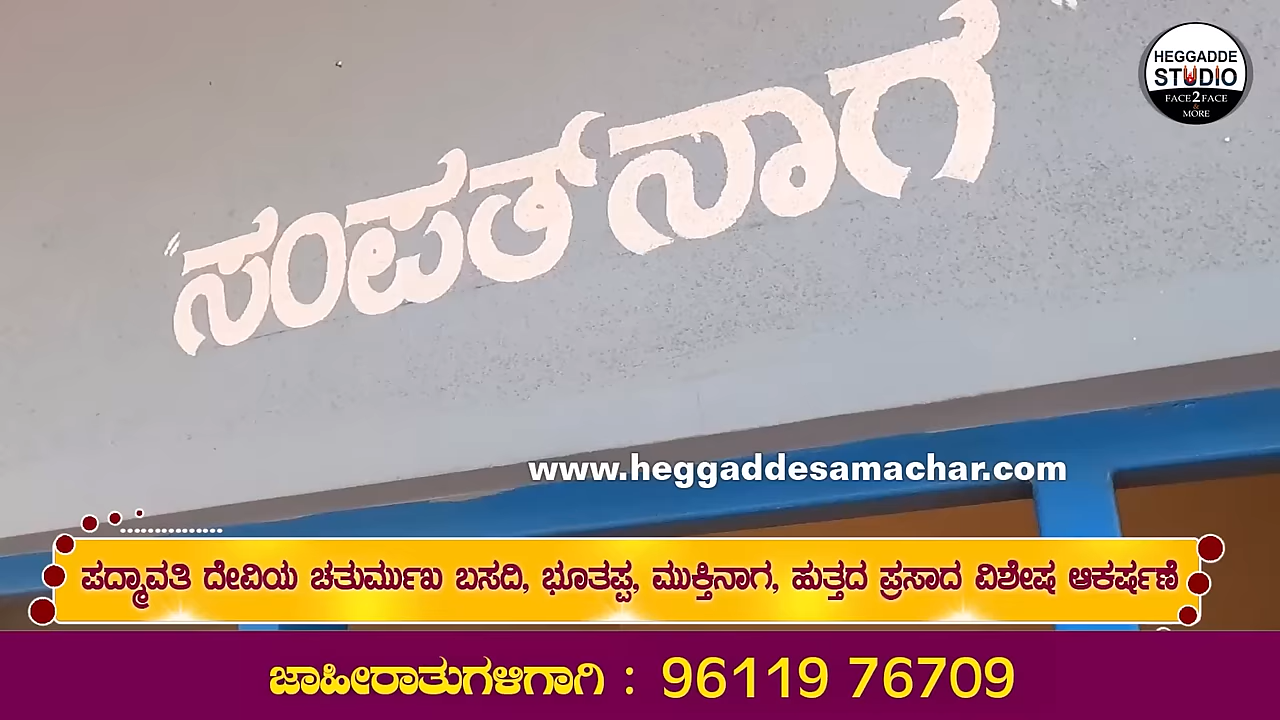 HEGGADDE
STUDIO
FACE2FACE
&
MORE
"ಸಂಪತ್ ನಾಗ"
www.heggaddesamachar.com
ಪದ್ಮಾವತಿ ದೇವಿಯ ಚತುರ್ಮುಖ ಬಸದಿ, ಭೂತಪ್ಪ, ಮುಕ್ತಿನಾಗ, ಹುತ್ತದ ಪ್ರಸಾದ ವಿಶೇಷ ಆಕರ್ಷಣೆ
ಜಾಹೀರಾತುಗಳಿಗಾಗಿ : 96119 76709